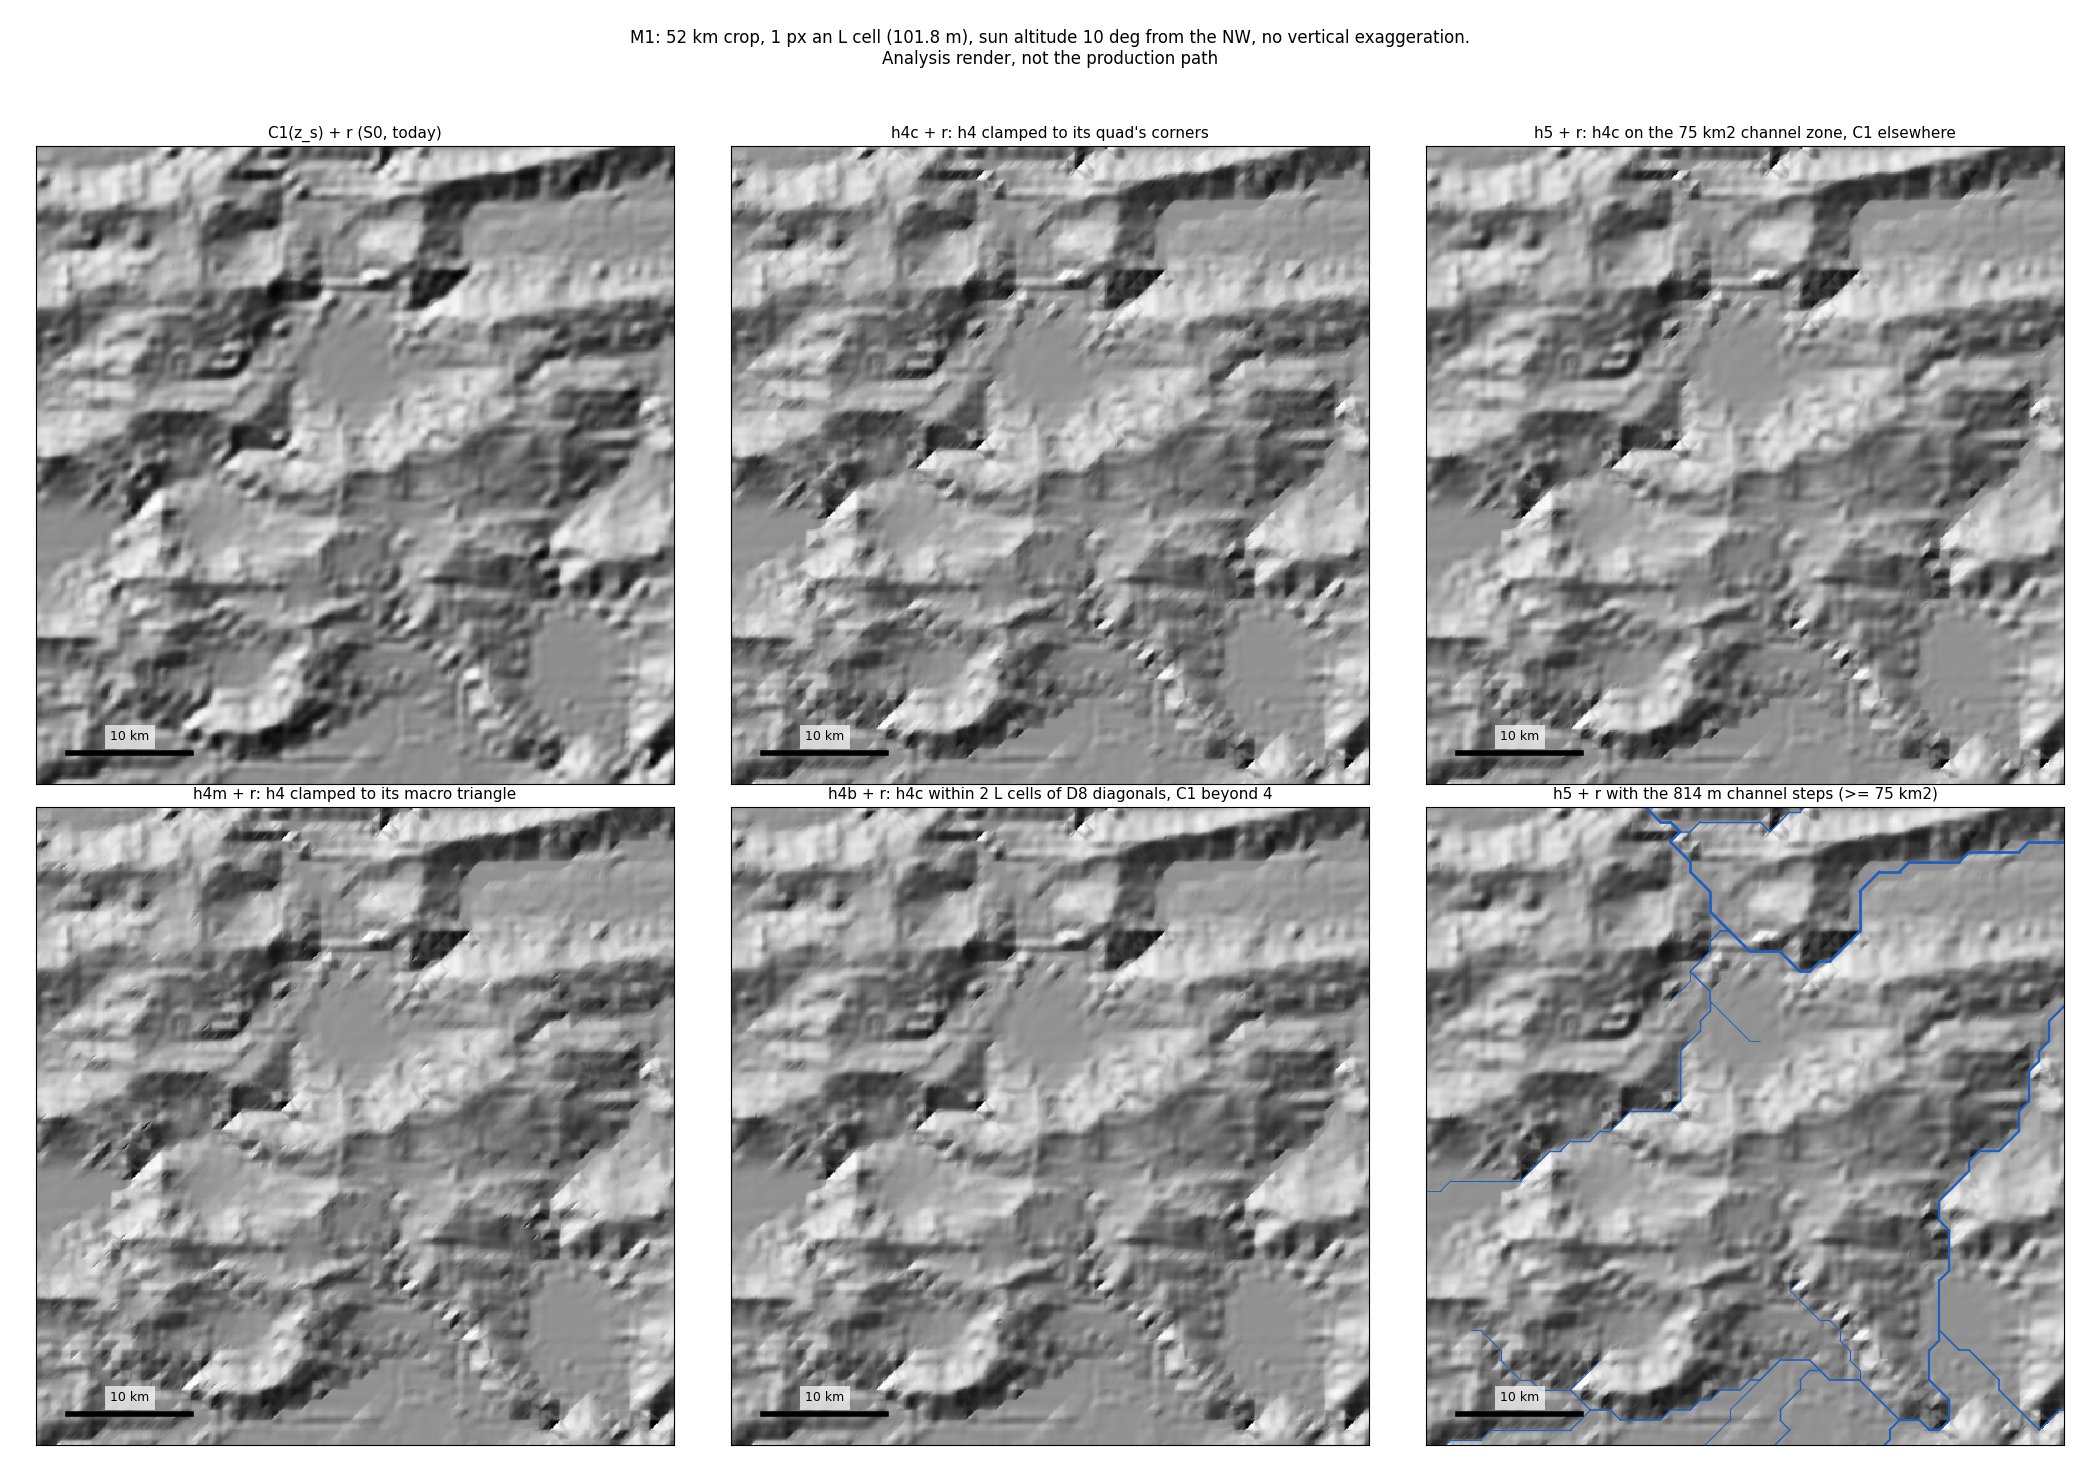 M1: 52 km crop, 1 px an L cell (101.8 m), sun altitude 10 deg from the NW, no vertical exaggeration.
Analysis render, not the production path
C1(z_s) + r (S0, today)
h4c + r: h4 clamped to its quad's corners
h5 + r: h4c on the 75 km2 channel zone, C1 elsewhere
10 km
10 km
10 km
h4m + r: h4 clamped to its macro triangle
h4b + r: h4c within 2 L cells of D8 diagonals, C1 beyond 4
h5 + r with the 814 m channel steps (>= 75 km2)
10 km
10 km
10 km